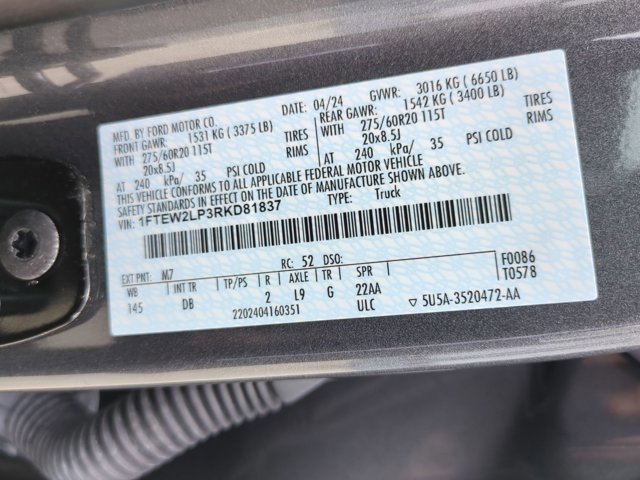 MFD. BY FORD MOTOR CO. DATE: 04/24 GVWR: 3016 KG ( 6650 LB)
FRONT GAWR: 1531 KG ( 3375 LB) REAR GAWR: 1542 KG ( 3400 LB)
WITH 275/60R20 115T TIRES WITH 275/60R20 115T TIRES
20x8.5J RIMS 20x8.5J RIMS
AT 240 kPa/ 35 PSI COLD AT 240 kPa/ 35 PSI COLD
THIS VEHICLE CONFORMS TO ALL APPLICABLE FEDERAL MOTOR VEHICLE
SAFETY STANDARDS IN EFFECT ON THE DATE OF MANUFACTURE SHOWN ABOVE.
VIN: 1FTEW2LP3RKD81837 TYPE: Truck
EXT PNT: M7 RC: 52 DSO: F0086
WB INT TR TP/PS R AXLE TR SPR T0578
145 DB 2 L9 G 22AA
2202404160351 ULC ▽ 5U5A-3520472-AA